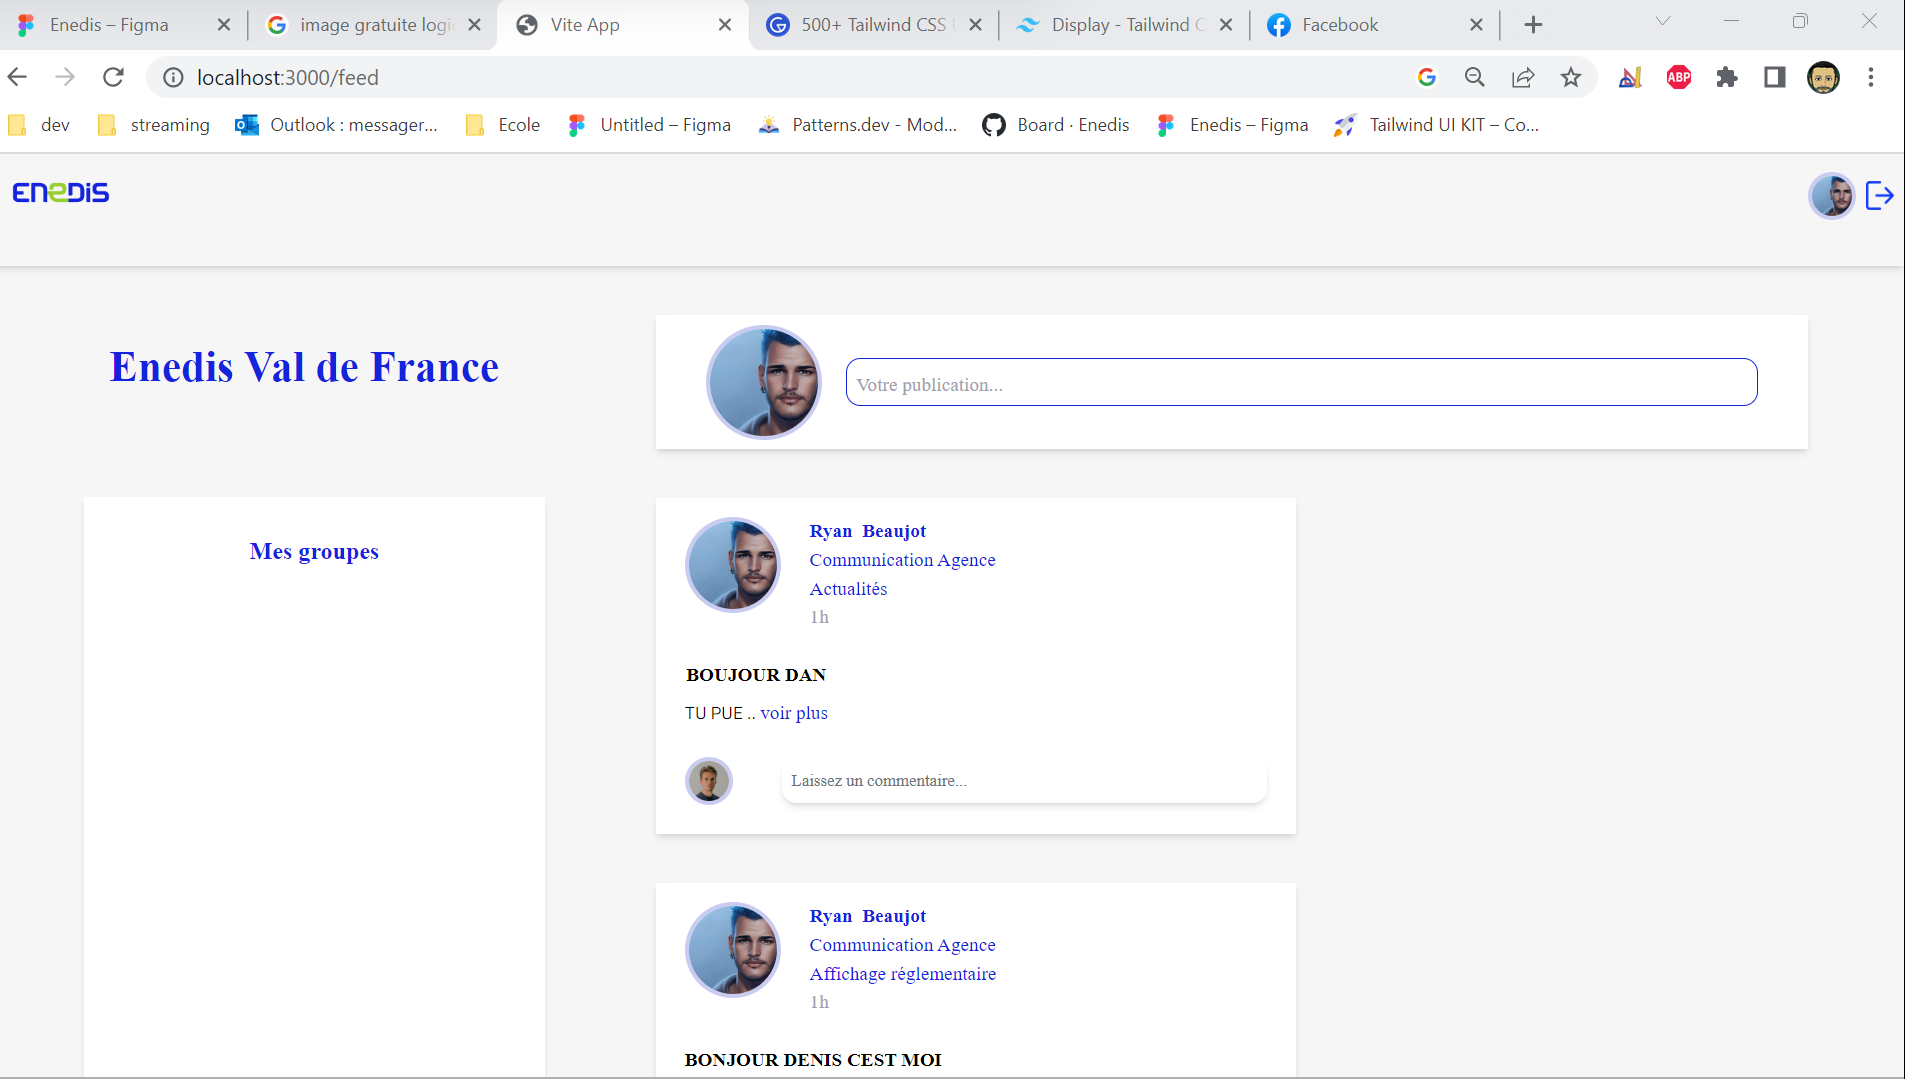 Enedis – Figma
image gratuite logi
Vite App
500+ Tailwind CSS
Display - Tailwind C
Facebook
localhost:3000/feed
ABP
dev
streaming
Outlook : messager...
Ecole
Untitled – Figma
Patterns.dev - Mod...
Board · Enedis
Enedis – Figma
Tailwind UI KIT – Co...
ENEDIS
Enedis Val de France
Votre publication...
Mes groupes
Ryan Beaujot
Communication Agence
Actualités
1h
BOUJOUR DAN
TU PUE .. voir plus
Laissez un commentaire...
Ryan Beaujot
Communication Agence
Affichage réglementaire
1h
BONJOUR DENIS CEST MOI